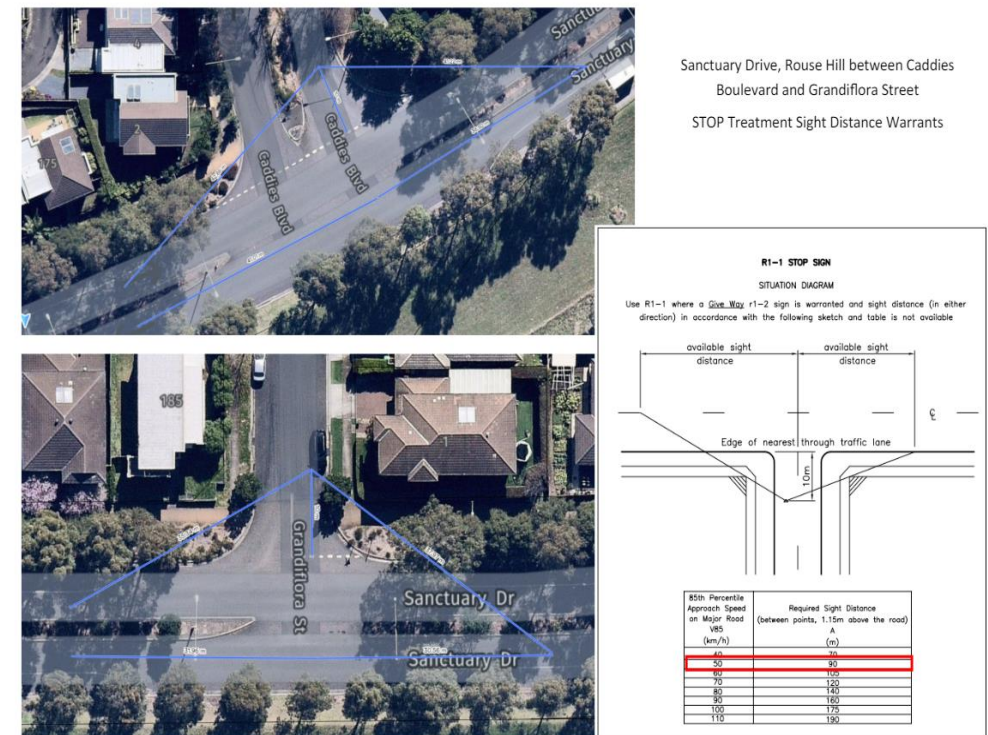 Sanctuary Drive, Rouse Hill between Caddies
Boulevard and Grandiflora Street
STOP Treatment Sight Distance Warrants
Sanctuary
4
2
175
Caddies Blvd
Caddies Blvd
185
Grandiflora St
Sanctuary Dr
Sanctuary Dr
R1-1 STOP SIGN
SITUATION DIAGRAM
Use R1-1 where a Give Way r1-2 sign is warranted and sight distance (in either
direction) in accordance with the following sketch and table is not available
available sight
distance
available sight
distance
Edge of nearest through traffic lane
10m
85th Percentile
Approach Speed
on Major Road
V85
(km/h)
Required Sight Distance
(between points, 1.15m above the road)
A
(m)
40 70
50 90
60 105
70 120
80 140
90 160
100 175
110 190